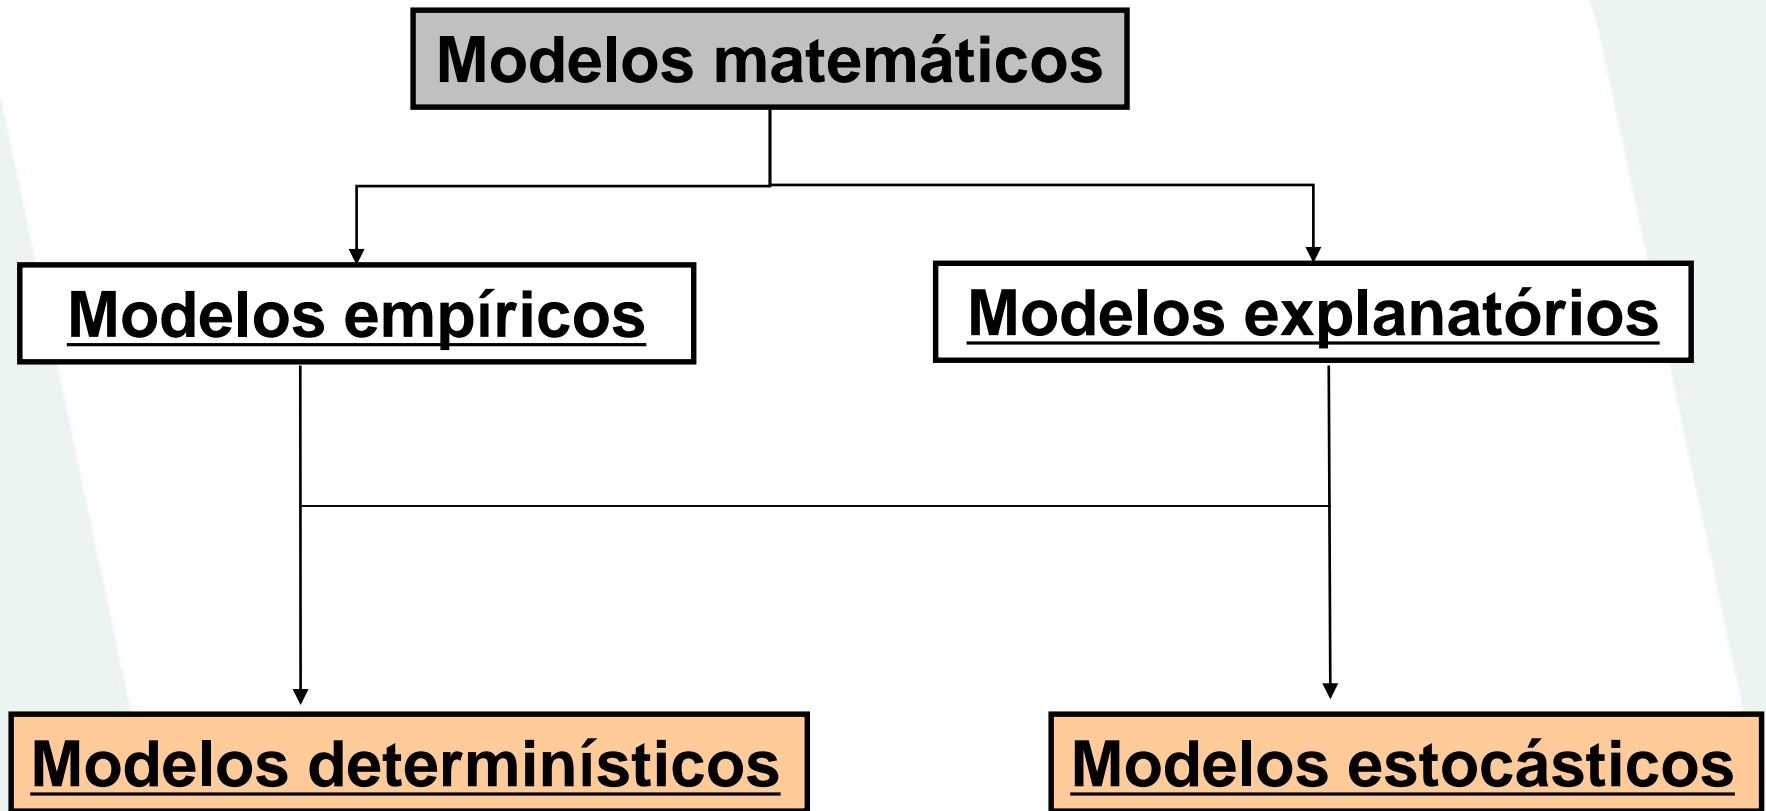 Modelos matemáticos
Modelos empíricos
Modelos explanatórios
Modelos determinísticos
Modelos estocásticos